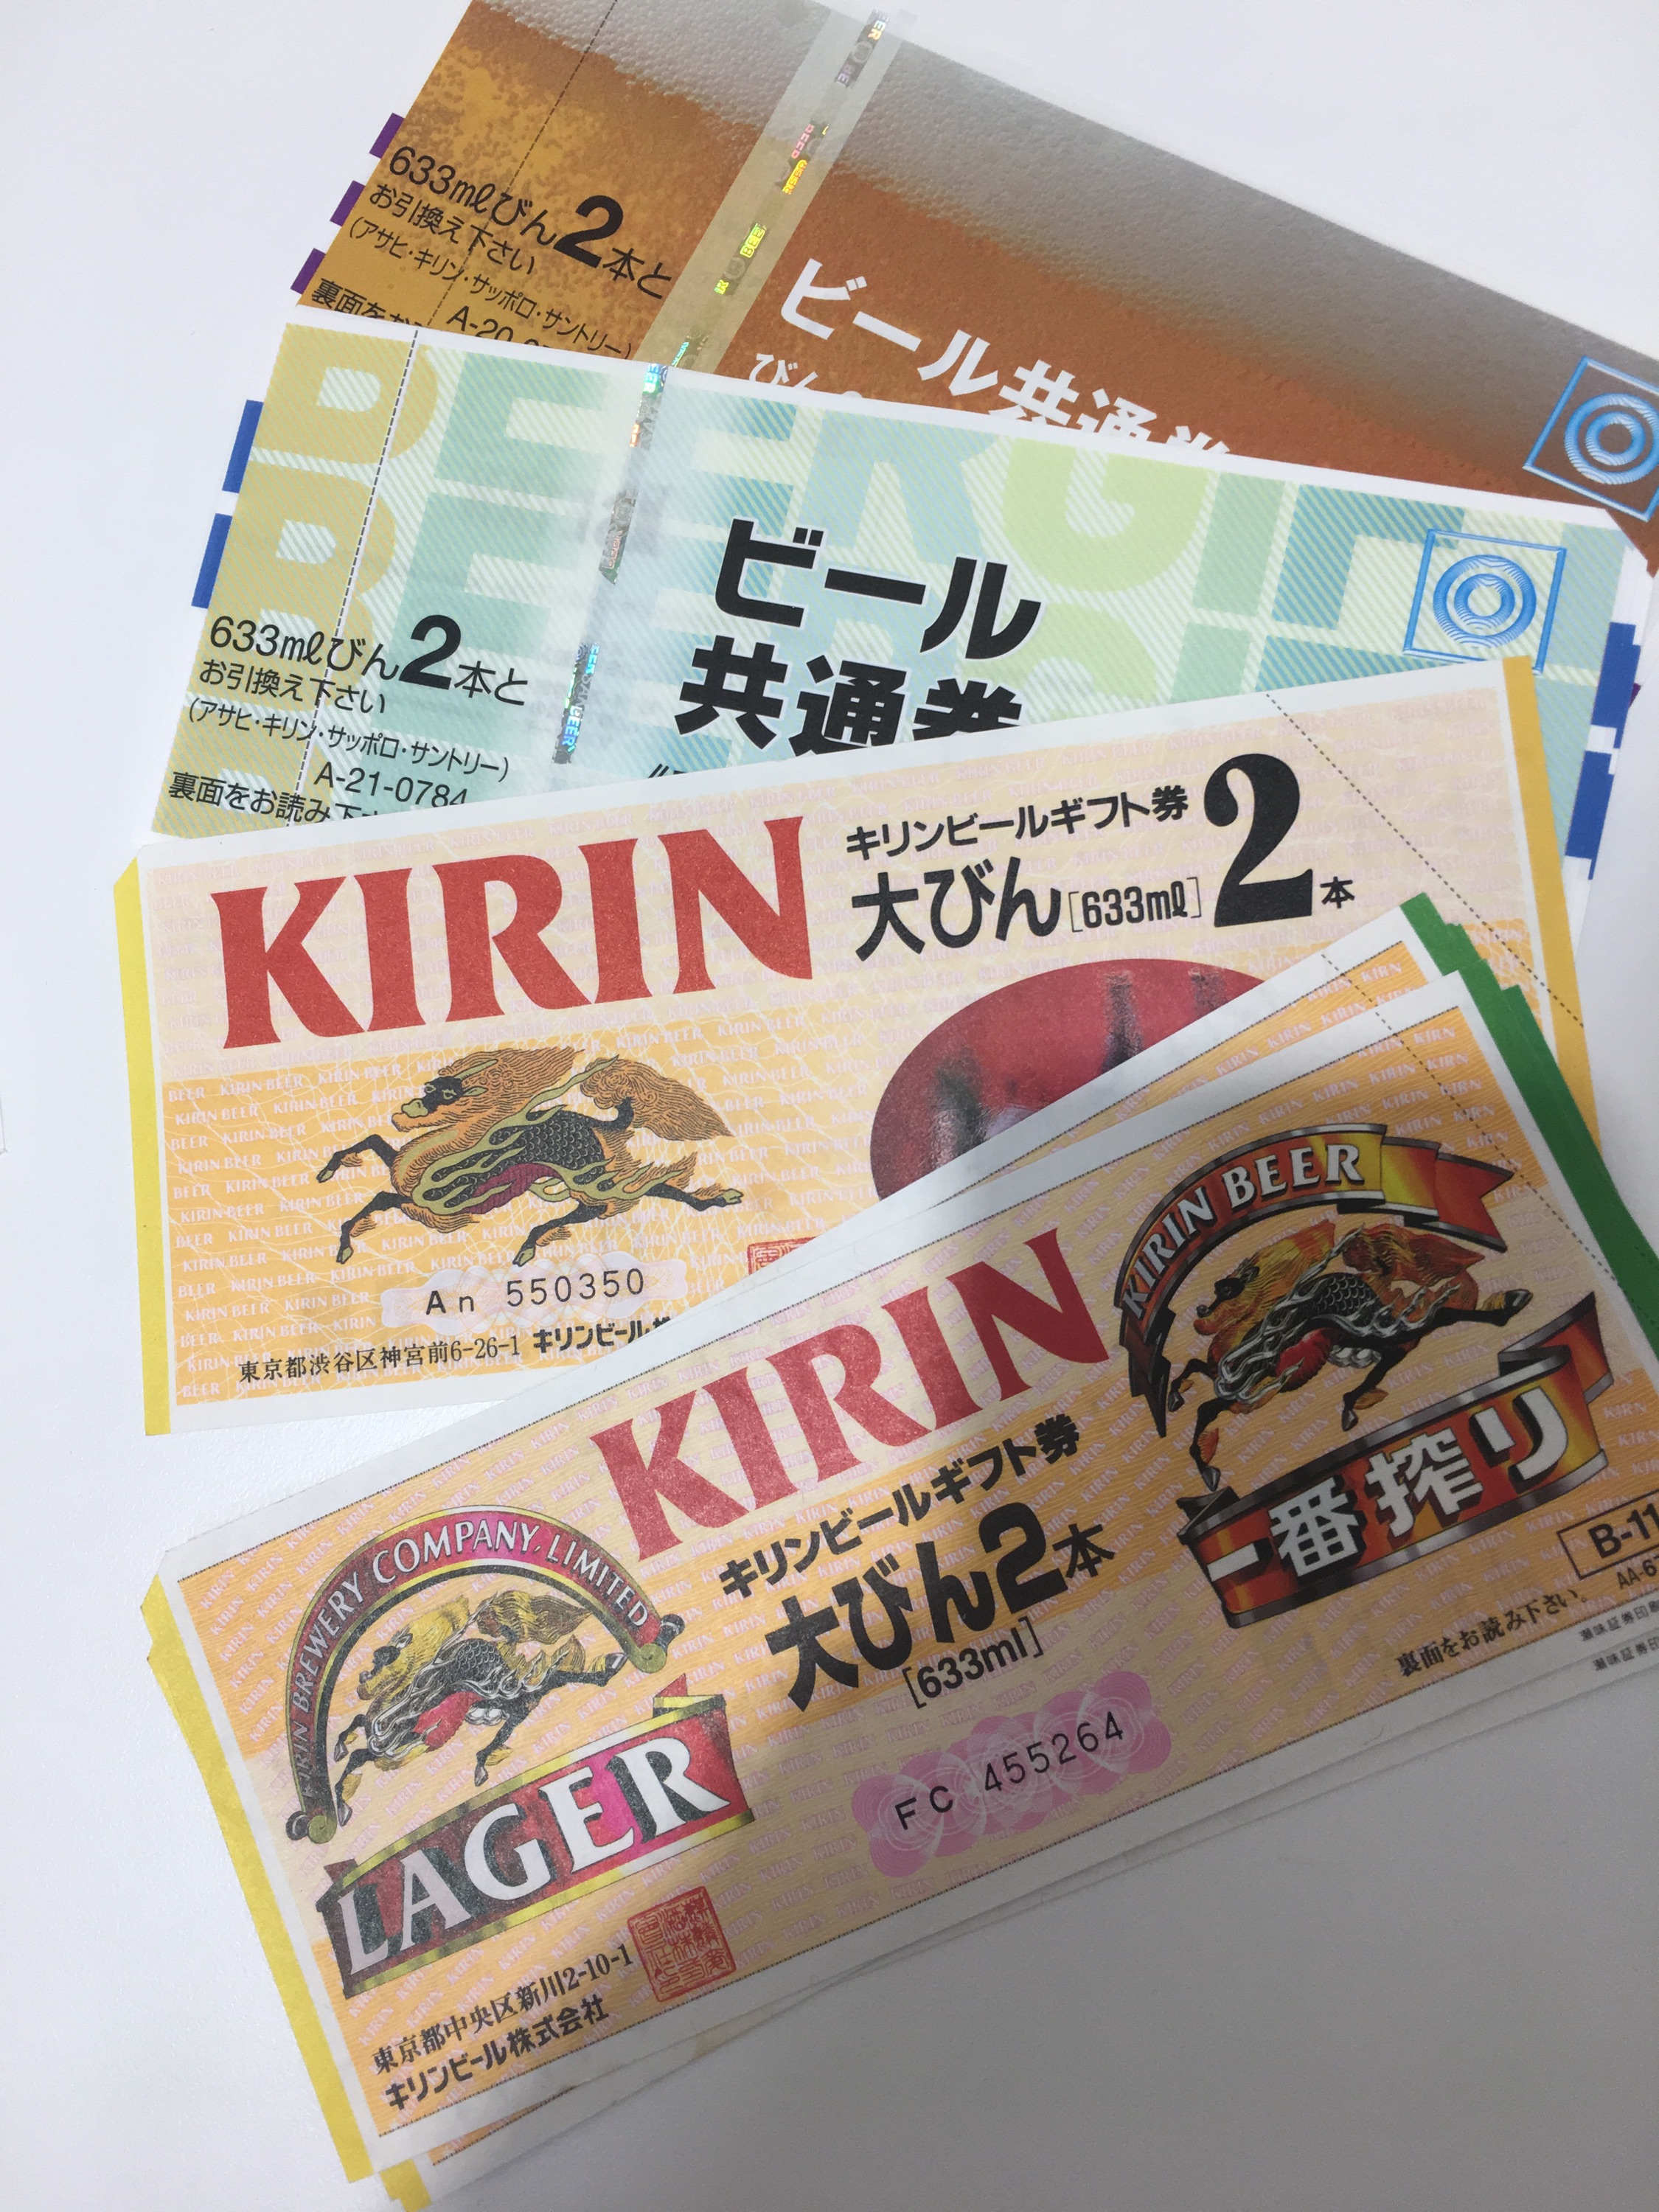 633mlびん2本と
お引換え下さい
(アサヒ・キリン・サッポロ・サントリー)
A-20
ビール共通券
BEER GIFT
633mlびん2本と
お引換え下さい
(アサヒ・キリン・サッポロ・サントリー)
A-21-0784
裏面をお読み下
ビール
共通券
KIRIN
キリンビールギフト券
大びん[633ml]2本
An 550350
東京都渋谷区神宮前6-26-1 キリンビール株
KIRIN
キリンビールギフト券
大びん2本
[633ml]
KIRIN BREWERY COMPANY, LIMITED
LAGER
KIRIN BEER
一番搾り
B-11
AA-6
裏面をお読み下さい。
FC 455264
東京都中央区新川2-10-1
キリンビール株式会社